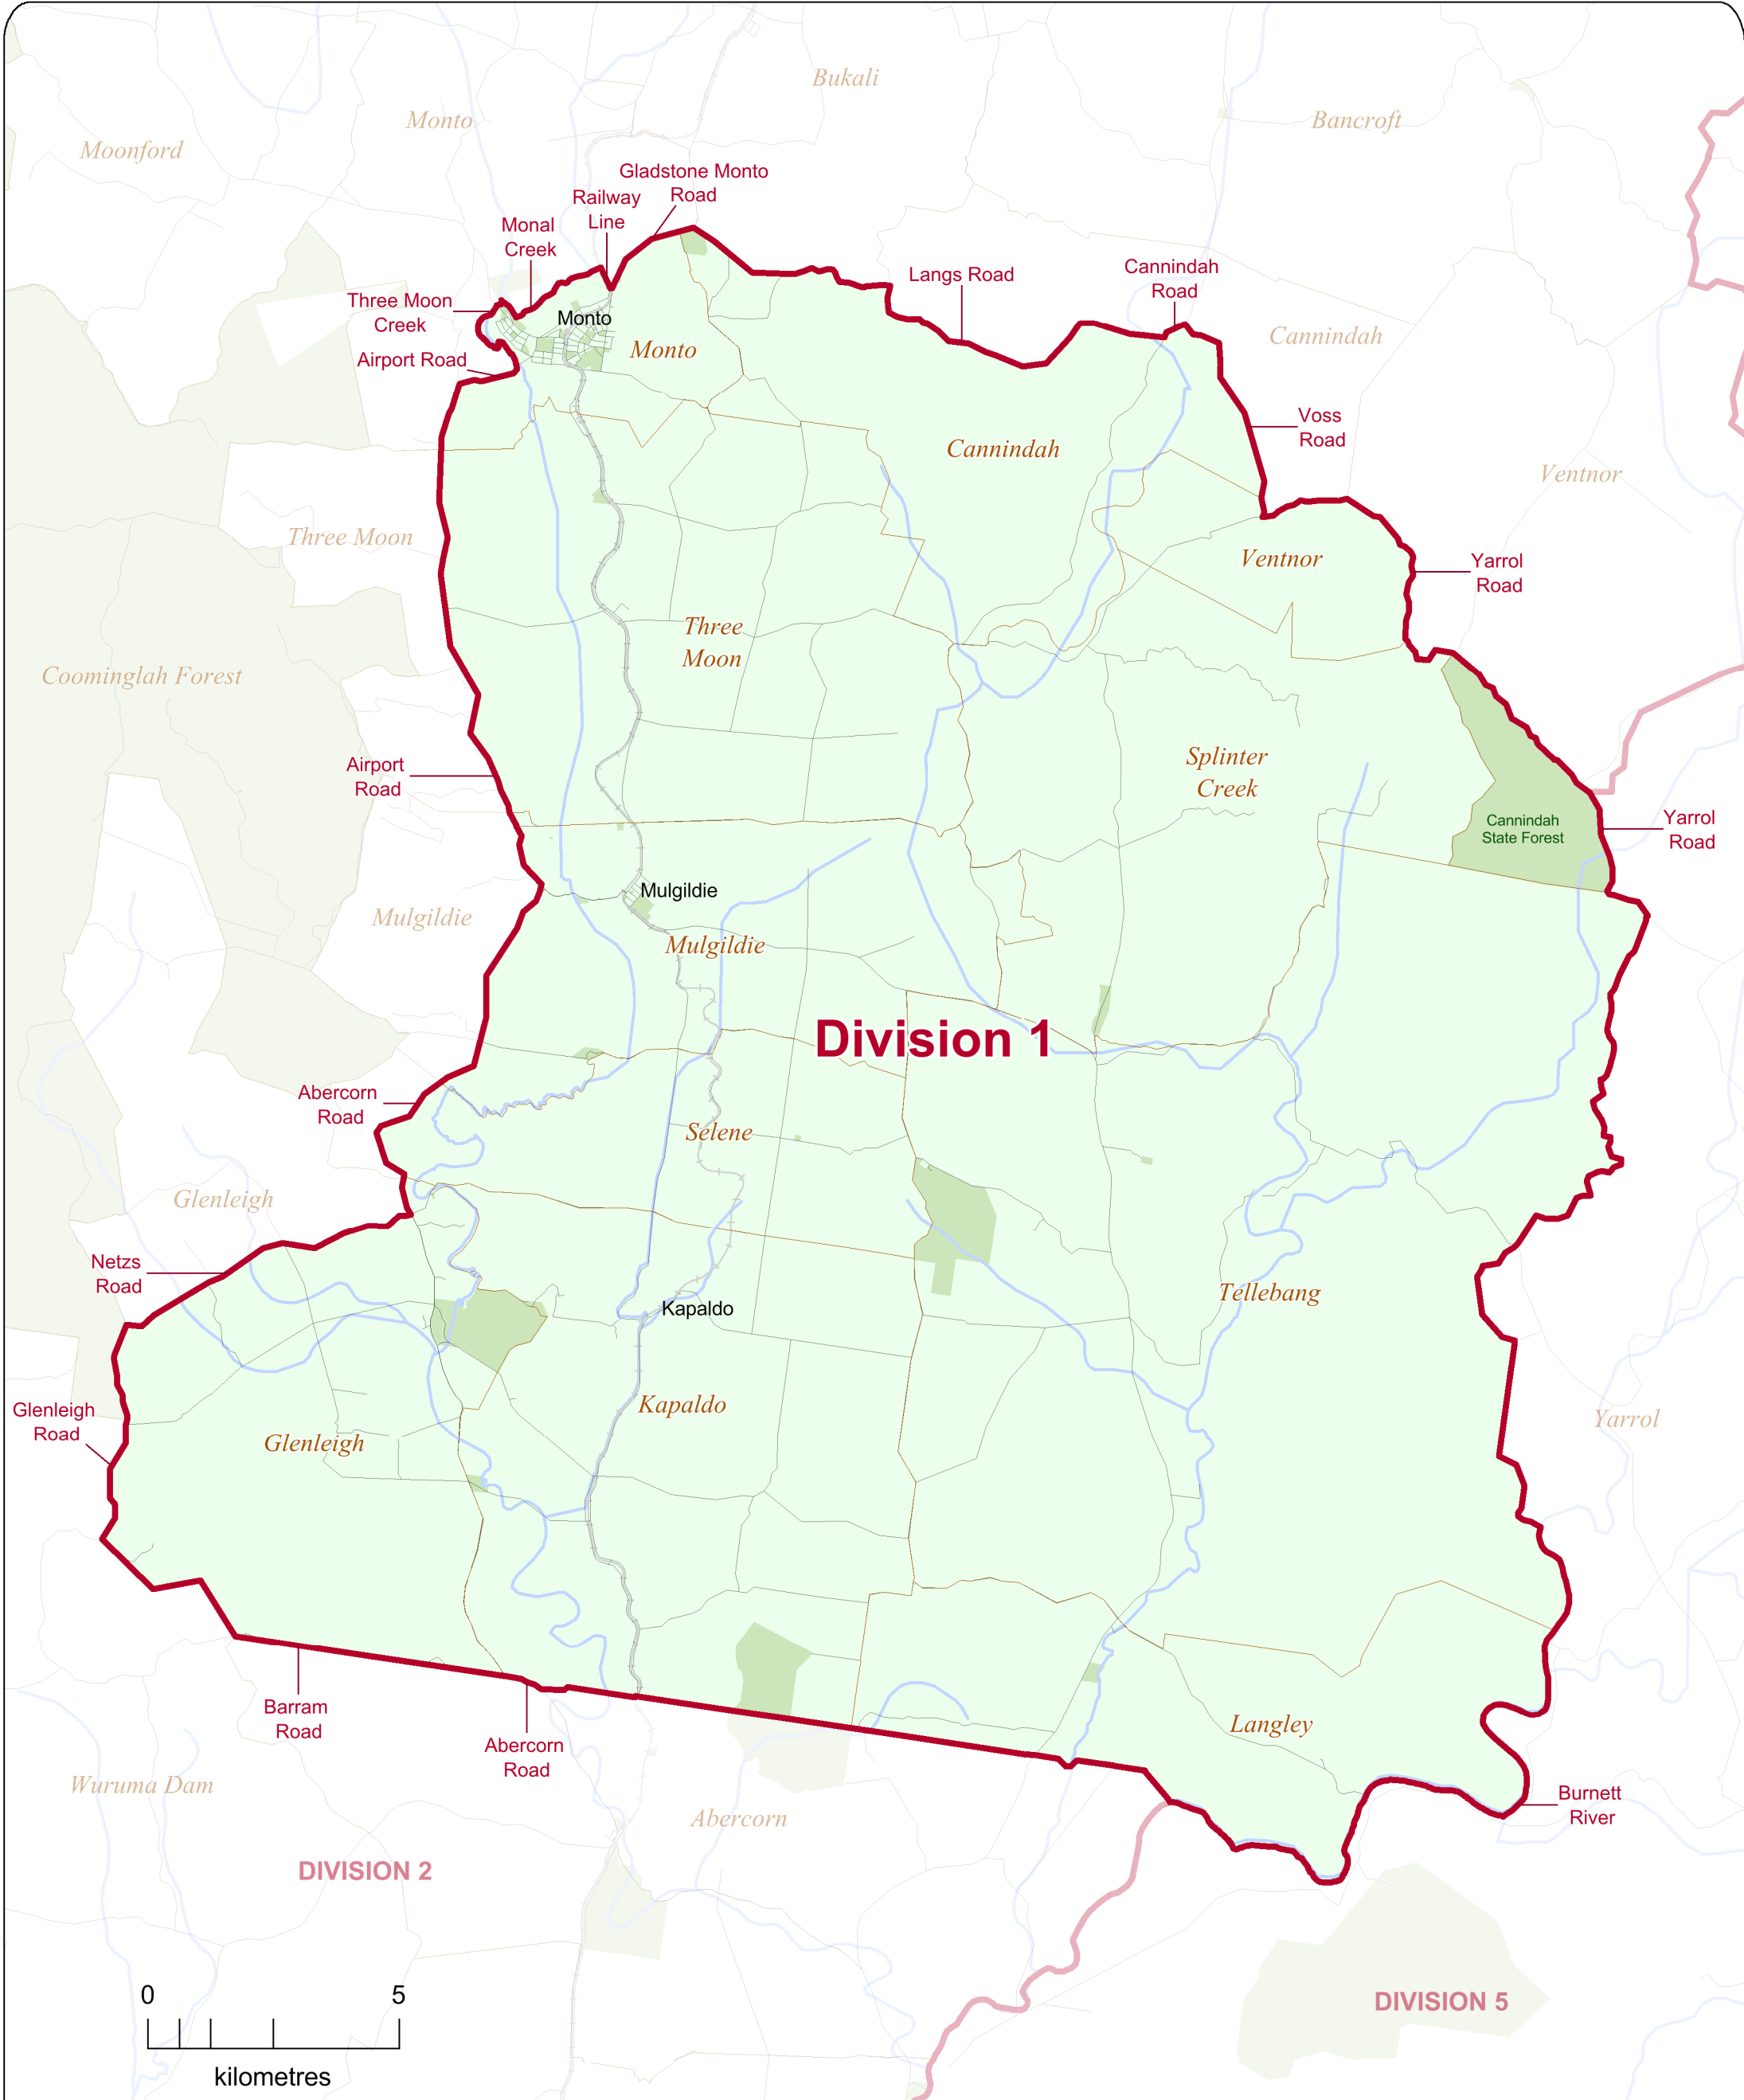 Bukali
Monto
Bancroft
Moonford
Gladstone Monto
Road
Railway
Line
Monal
Creek
Cannindah
Road
Langs Road
Three Moon
Creek
Monto
Cannindah
Monto
Airport Road
Voss
Road
Cannindah
Ventnor
Three Moon
Ventnor
Yarrol
Road
Three
Moon
Coominglah Forest
Splinter
Creek
Airport
Road
Cannindah
State Forest
Yarrol
Road
Mulgildie
Mulgildie
Mulgildie
Division 1
Abercorn
Road
Selene
Glenleigh
Netzs
Road
Tellebang
Kapaldo
Kapaldo
Glenleigh
Road
Yarrol
Glenleigh
Barram
Road
Langley
Abercorn
Road
Wuruma Dam
Burnett
River
Abercorn
DIVISION 2
DIVISION 5
0 5
kilometres